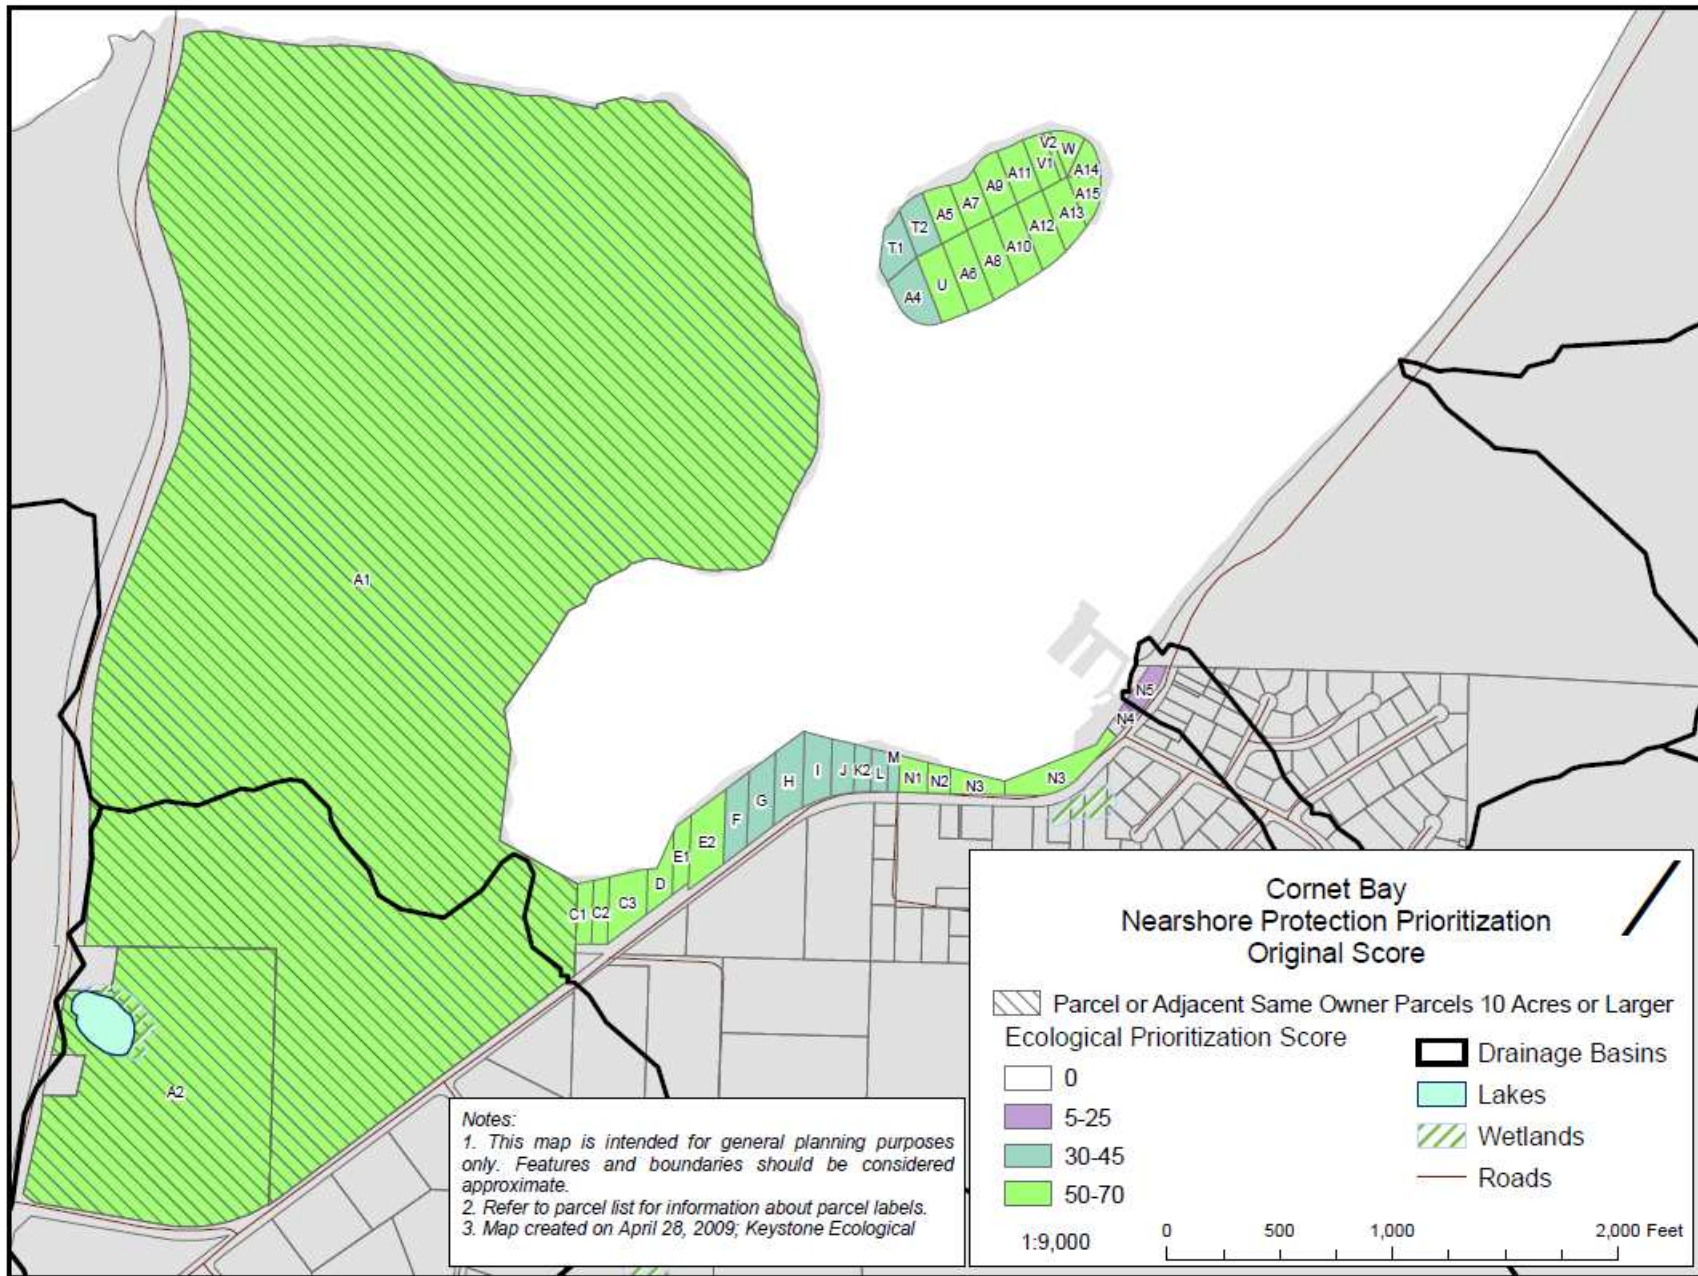 V2
W
V1
A14
A11
A9
A15
A7
A13
A5
A12
T2
A10
T1
A8
A6
U
A4
A1
N5
N4
M
I
J
K2
L
N1
N2
N3
N3
H
G
F
E2
E1
D
C3
C1
C2
A2
Cornet Bay
Nearshore Protection Prioritization
Original Score
Parcel or Adjacent Same Owner Parcels 10 Acres or Larger
Ecological Prioritization Score
0
5-25
30-45
50-70
Drainage Basins
Lakes
Wetlands
Roads
1:9,000
0 500 1,000 2,000 Feet
Notes:
1. This map is intended for general planning purposes
only. Features and boundaries should be considered
approximate.
2. Refer to parcel list for information about parcel labels.
3. Map created on April 28, 2009; Keystone Ecological